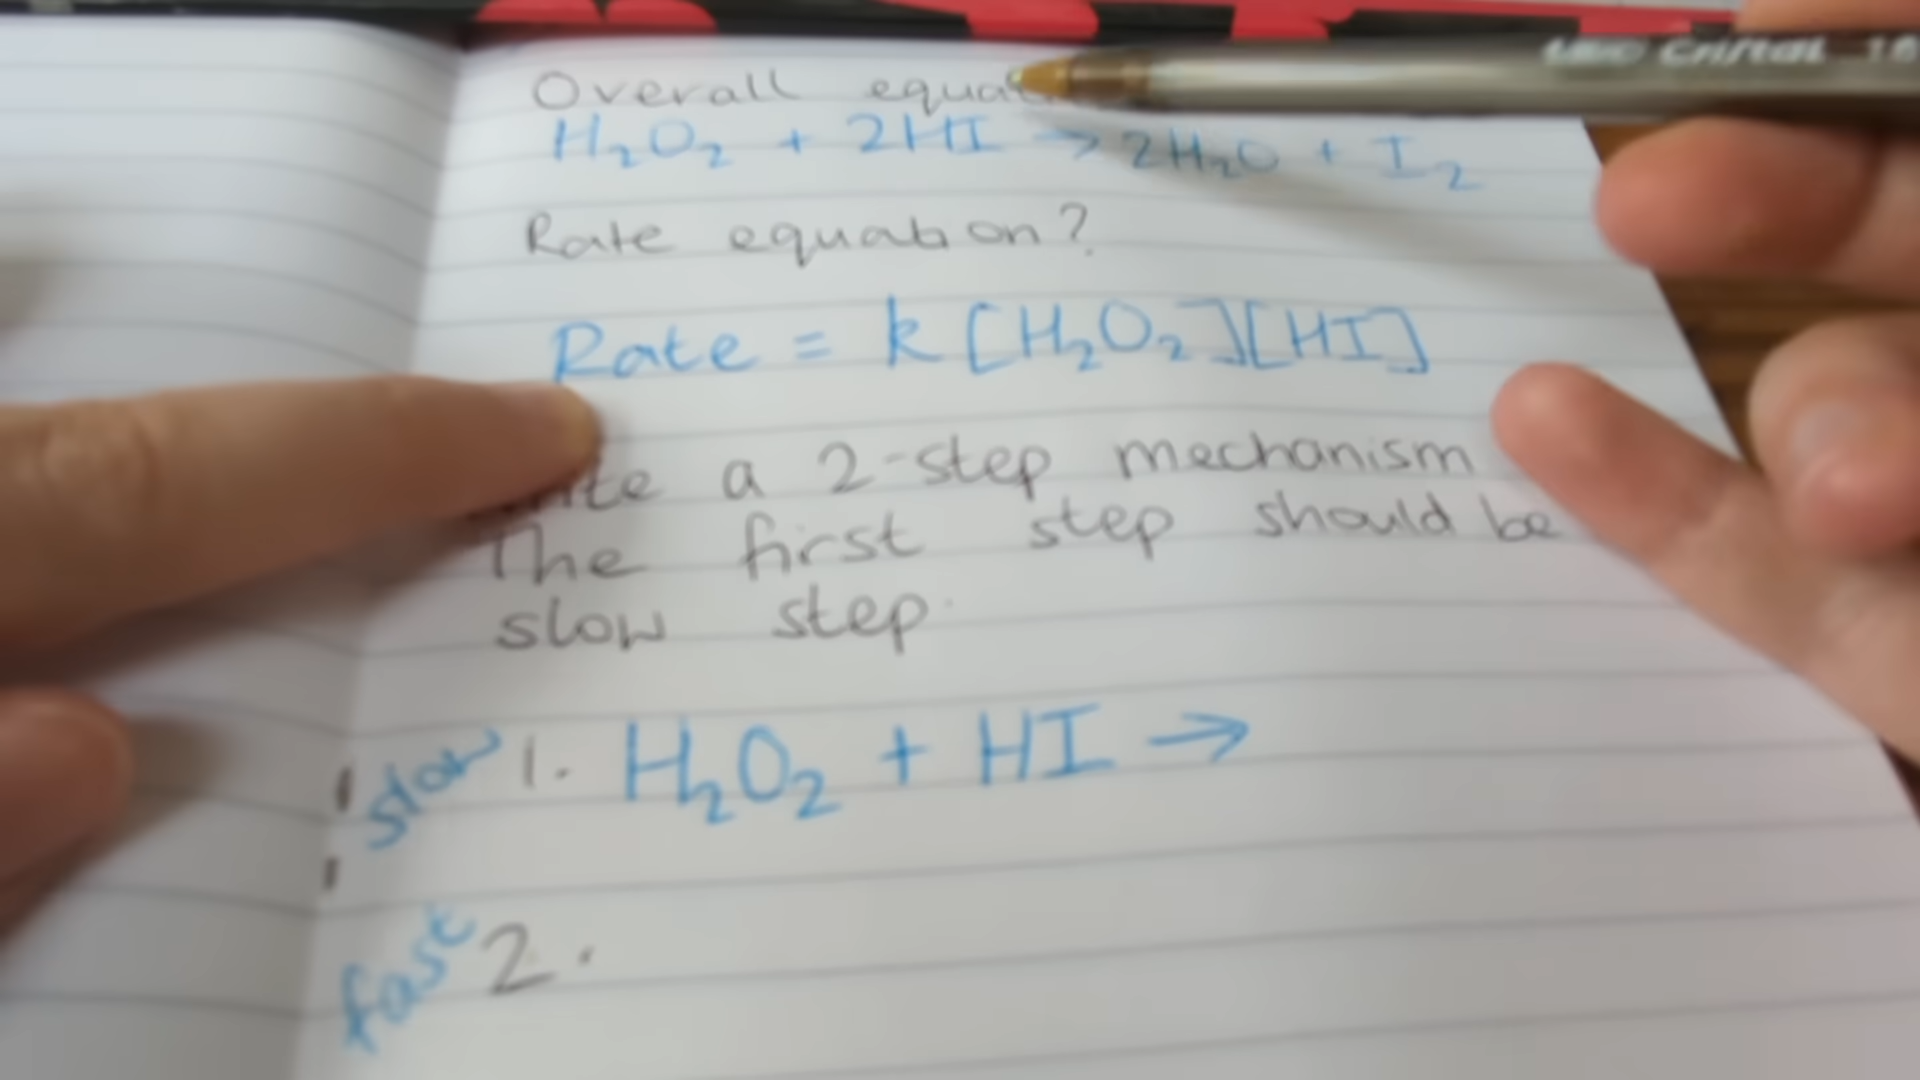 Overall
H₂O₂ + 2HI → 2H₂O + I₂
Rate equation?
Rate = k[H₂O₂][HI]
a 2-step mechanism
The first step should be
slow step
slow 1. H₂O₂ + HI →
fast 2.
Cristal